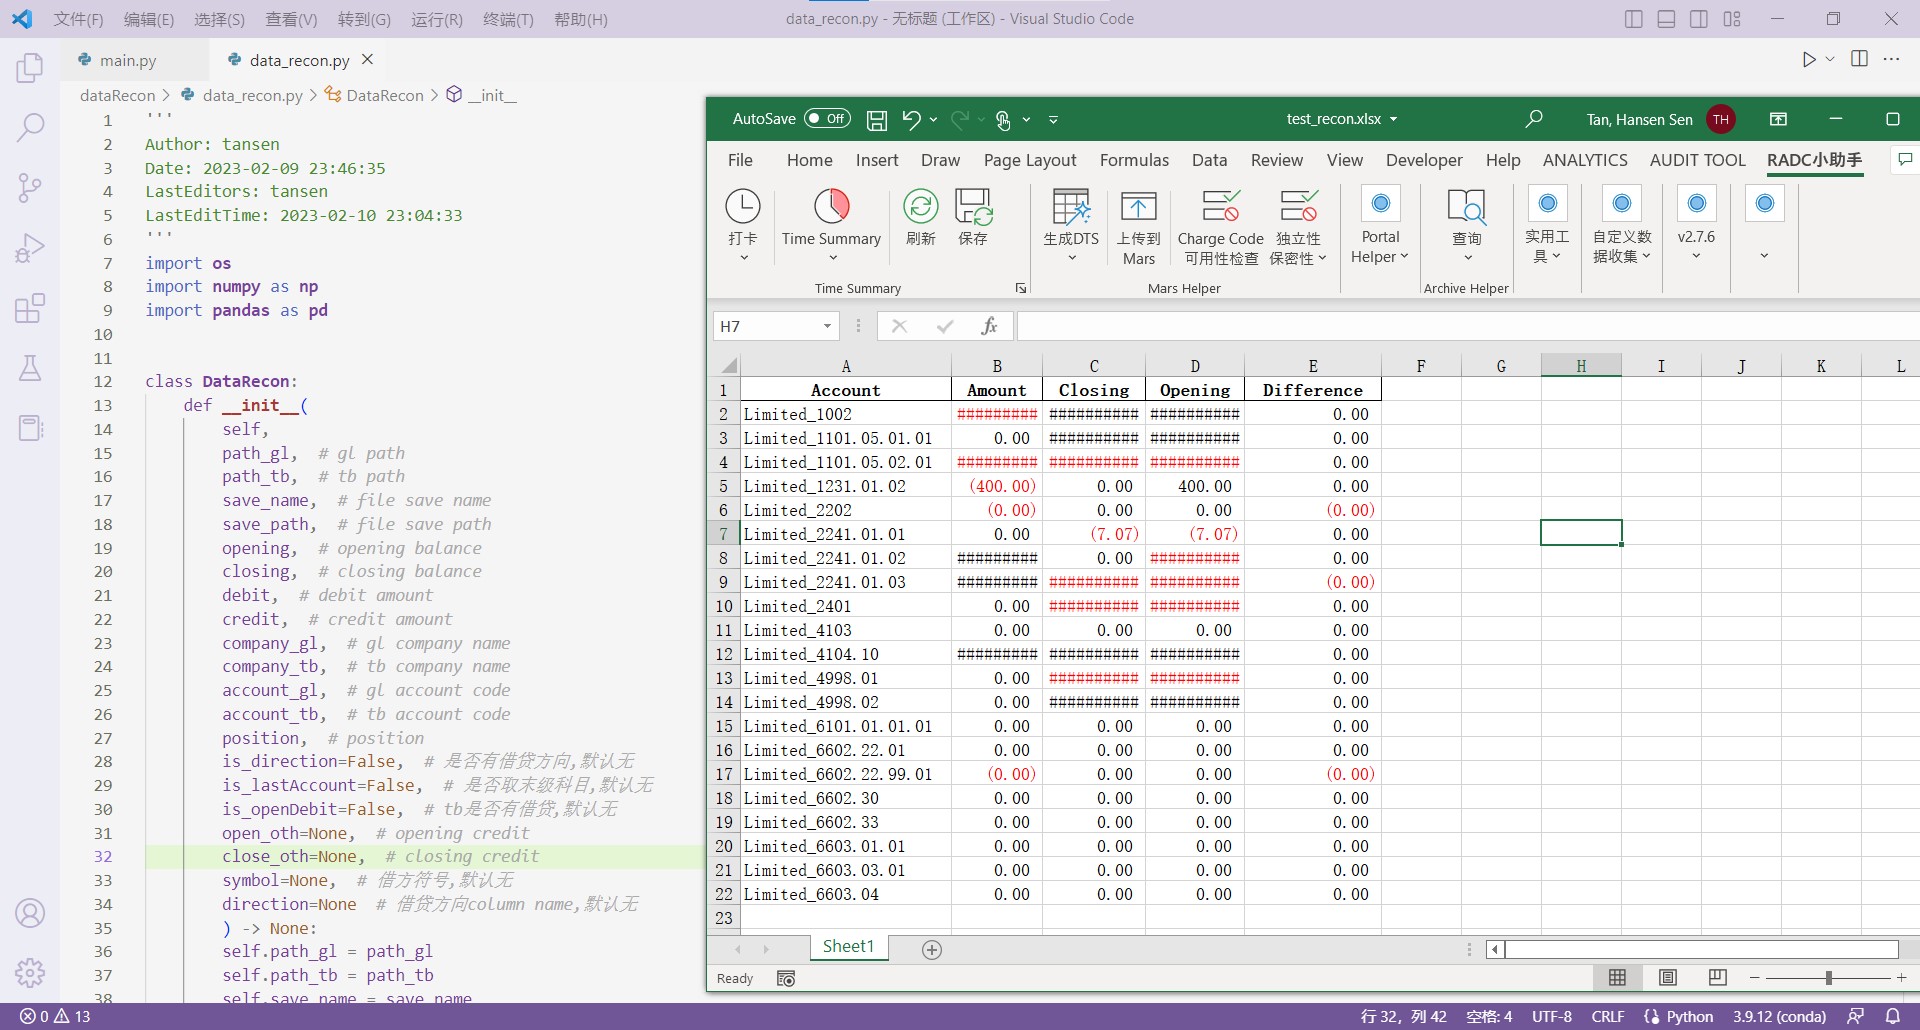 文件(F) 编辑(E) 选择(S) 查看(V) 转到(G) 运行(R) 终端(T) 帮助(H)
data_recon.py - 无标题 (工作区) - Visual Studio Code
main.py
data_recon.py
dataRecon > data_recon.py > DataRecon > __init__
1 '''
2 Author: tansen
3 Date: 2023-02-09 23:46:35
4 LastEditors: tansen
5 LastEditTime: 2023-02-10 23:04:33
6 '''
7 import os
8 import numpy as np
9 import pandas as pd
10
11
12 class DataRecon:
13 def __init__(
14 self,
15 path_gl, # gl path
16 path_tb, # tb path
17 save_name, # file save name
18 save_path, # file save path
19 opening, # opening balance
20 closing, # closing balance
21 debit, # debit amount
22 credit, # credit amount
23 company_gl, # gl company name
24 company_tb, # tb company name
25 account_gl, # gl account code
26 account_tb, # tb account code
27 position, # position
28 is_direction=False, # 是否有借贷方向,默认无
29 is_lastAccount=False, # 是否取末级科目,默认无
30 is_openDebit=False, # tb是否有借贷,默认无
31 open_oth=None, # opening credit
32 close_oth=None, # closing credit
33 symbol=None, # 借方符号,默认无
34 direction=None # 借贷方向column name,默认无
35 ) -> None:
36 self.path_gl = path_gl
37 self.path_tb = path_tb
38 self.save_name = save_name
AutoSave Off
test_recon.xlsx
Tan, Hansen Sen TH
File Home Insert Draw Page Layout Formulas Data Review View Developer Help ANALYTICS AUDIT TOOL RADC小助手
打卡
Time Summary
刷新
保存
生成DTS
上传到
Mars
Charge Code
可用性检查
独立性
保密性
Portal
Helper
查询
实用工
具
自定义数
据收集
v2.7.6
Time Summary
Mars Helper
Archive Helper
H7
fx
A B C D E F G H I J K L
1 Account Amount Closing Opening Difference
2 Limited_1002 ######### ########## ########## 0.00
3 Limited_1101.05.01.01 0.00 ########## ########## 0.00
4 Limited_1101.05.02.01 ######### ########## ########## 0.00
5 Limited_1231.01.02 (400.00) 0.00 400.00 0.00
6 Limited_2202 (0.00) 0.00 0.00 (0.00)
7 Limited_2241.01.01 0.00 (7.07) (7.07) 0.00
8 Limited_2241.01.02 ######### 0.00 ########## 0.00
9 Limited_2241.01.03 ######### ########## ########## (0.00)
10 Limited_2401 0.00 ########## ########## 0.00
11 Limited_4103 0.00 0.00 0.00 0.00
12 Limited_4104.10 ######### ########## ########## 0.00
13 Limited_4998.01 0.00 ########## ########## 0.00
14 Limited_4998.02 0.00 ########## ########## 0.00
15 Limited_6101.01.01.01 0.00 0.00 0.00 0.00
16 Limited_6602.22.01 0.00 0.00 0.00 0.00
17 Limited_6602.22.99.01 (0.00) 0.00 0.00 (0.00)
18 Limited_6602.30 0.00 0.00 0.00 0.00
19 Limited_6602.33 0.00 0.00 0.00 0.00
20 Limited_6603.01.01 0.00 0.00 0.00 0.00
21 Limited_6603.03.01 0.00 0.00 0.00 0.00
22 Limited_6603.04 0.00 0.00 0.00 0.00
23
Sheet1
Ready
0 13
行 32, 列 42 空格: 4 UTF-8 CRLF Python 3.9.12 (conda)